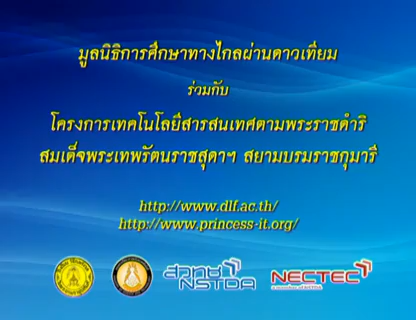 มูลนิธิการศึกษาทางไกลผ่านดาวเทียม
ร่วมกับ
โครงการเทคโนโลยีสารสนเทศตามพระราชดำริ
สมเด็จพระเทพรัตนราชสุดาฯ สยามบรมราชกุมารี
http://www.dlf.ac.th/
http://www.princess-it.org/
สวทช
NSTDA
NECTEC